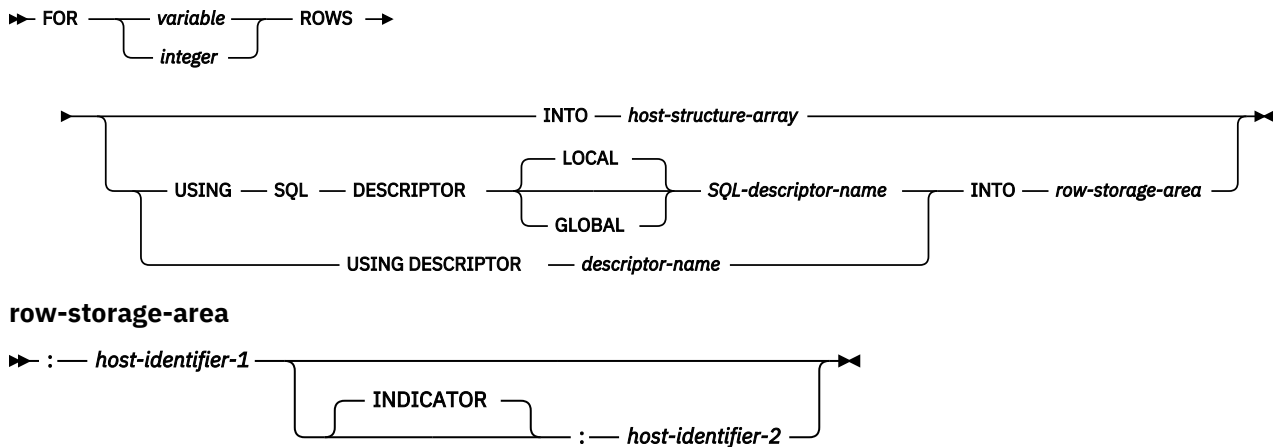 FOR variable ROWS
integer
INTO host-structure-array
LOCAL
USING SQL DESCRIPTOR SQL-descriptor-name INTO row-storage-area
GLOBAL
USING DESCRIPTOR descriptor-name
row-storage-area
: host-identifier-1
INDICATOR
: host-identifier-2